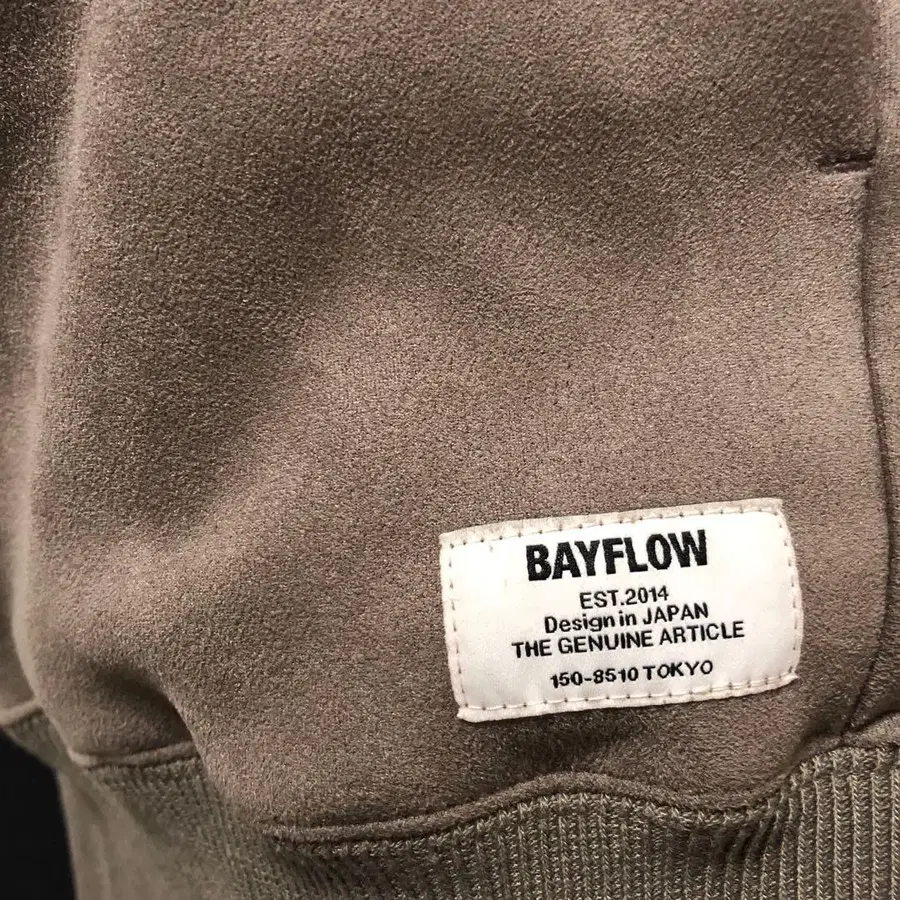 BAYFLOW
EST.2014
Design in JAPAN
THE GENUINE ARTICLE
150-8510 TOKYO